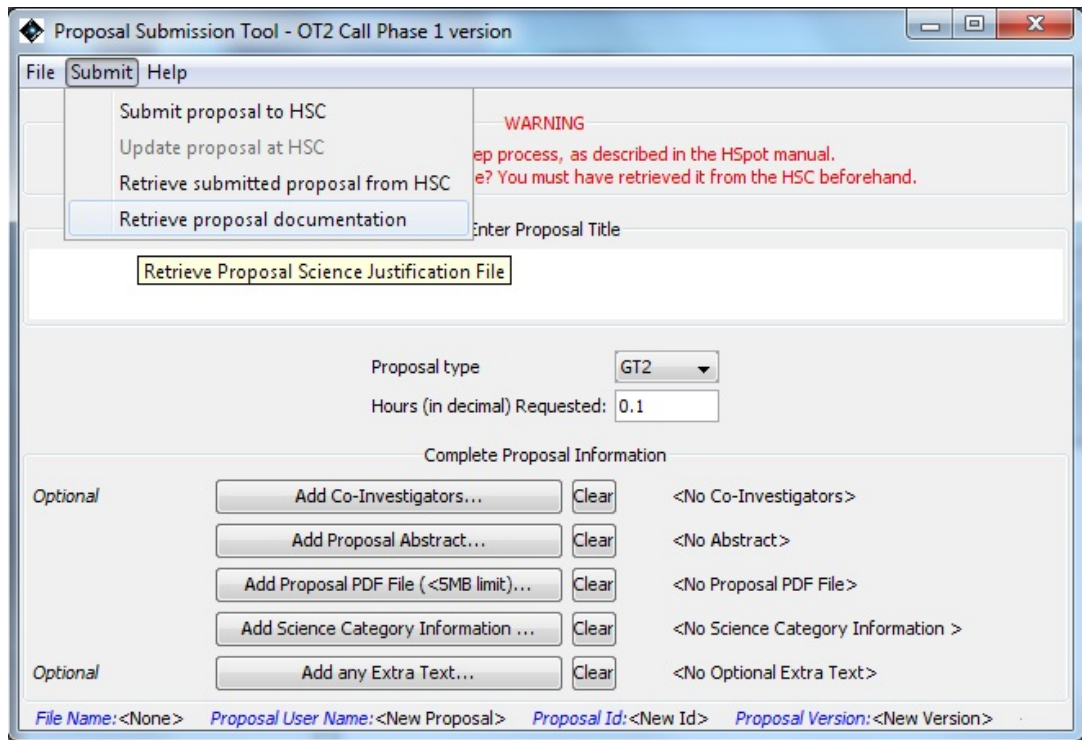 Proposal Submission Tool - OT2 Call Phase 1 version
File Submit Help
Submit proposal to HSC
Update proposal at HSC
Retrieve submitted proposal from HSC
Retrieve proposal documentation
Retrieve Proposal Science Justification File
WARNING
ep process, as described in the HSpot manual.
e? You must have retrieved it from the HSC beforehand.
Enter Proposal Title
Proposal type GT2
Hours (in decimal) Requested: 0.1
Complete Proposal Information
Optional Add Co-Investigators... Clear <No Co-Investigators>
Add Proposal Abstract... Clear <No Abstract>
Add Proposal PDF File (<5MB limit)... Clear <No Proposal PDF File>
Add Science Category Information ... Clear <No Science Category Information >
Optional Add any Extra Text... Clear <No Optional Extra Text>
File Name:<None> Proposal User Name:<New Proposal> Proposal Id:<New Id> Proposal Version:<New Version>